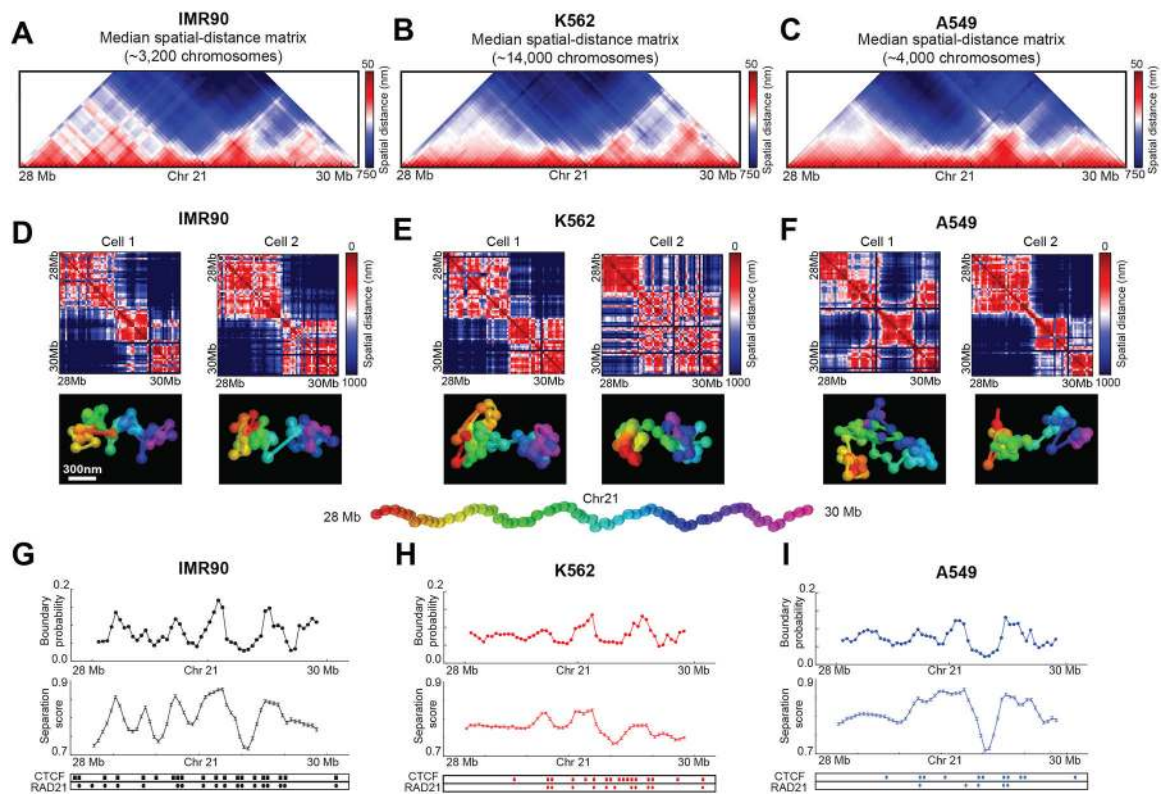 A
IMR90
Median spatial-distance matrix
(~3,200 chromosomes)
50
Spatial distance (nm)
750
28 Mb
Chr 21
30 Mb
B
K562
Median spatial-distance matrix
(~14,000 chromosomes)
50
Spatial distance (nm)
750
28 Mb
Chr 21
30 Mb
C
A549
Median spatial-distance matrix
(~4,000 chromosomes)
50
Spatial distance (nm)
750
28 Mb
Chr 21
30 Mb
D
IMR90
Cell 1
Cell 2
28Mb
30Mb
28Mb
30Mb
28Mb
30Mb
0
Spatial distance (nm)
1000
300nm
E
K562
Cell 1
Cell 2
28Mb
30Mb
28Mb
30Mb
28Mb
30Mb
0
Spatial distance (nm)
1000
F
A549
Cell 1
Cell 2
28Mb
30Mb
28Mb
30Mb
28Mb
30Mb
0
Spatial distance (nm)
1000
Chr21
28 Mb
30 Mb
G
IMR90
Boundary
probability
0.2
0.0
28 Mb
Chr 21
30 Mb
Separation
score
0.9
0.7
28 Mb
Chr 21
30 Mb
CTCF
RAD21
H
K562
Boundary
probability
0.2
0.0
28 Mb
Chr 21
30 Mb
Separation
score
0.9
0.7
28 Mb
Chr 21
30 Mb
CTCF
RAD21
I
A549
Boundary
probability
0.2
0.0
28 Mb
Chr 21
30 Mb
Separation
score
0.9
0.7
28 Mb
Chr 21
30 Mb
CTCF
RAD21